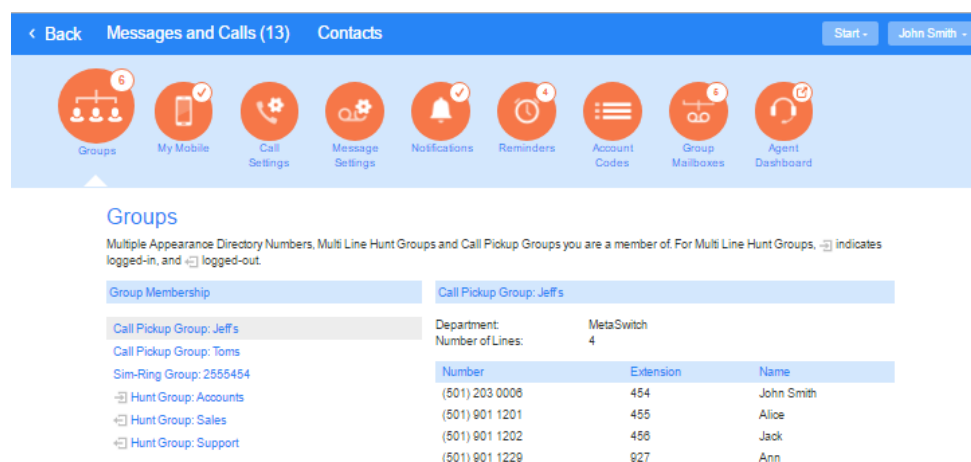 ‹ Back Messages and Calls (13) Contacts Start John Smith
6 4 6
Groups My Mobile Call Settings Message Settings Notifications Reminders Account Codes Group Mailboxes Agent Dashboard
Groups
Multiple Appearance Directory Numbers, Multi Line Hunt Groups and Call Pickup Groups you are a member of. For Multi Line Hunt Groups, indicates
logged-in, and logged-out.
Group Membership
Call Pickup Group: Jeff's
Call Pickup Group: Toms
Sim-Ring Group: 2555454
Hunt Group: Accounts
Hunt Group: Sales
Hunt Group: Support
Call Pickup Group: Jeff's
Department: MetaSwitch
Number of Lines: 4
Number Extension Name
(501) 203 0006 454 John Smith
(501) 901 1201 455 Alice
(501) 901 1202 456 Jack
(501) 901 1229 927 Ann